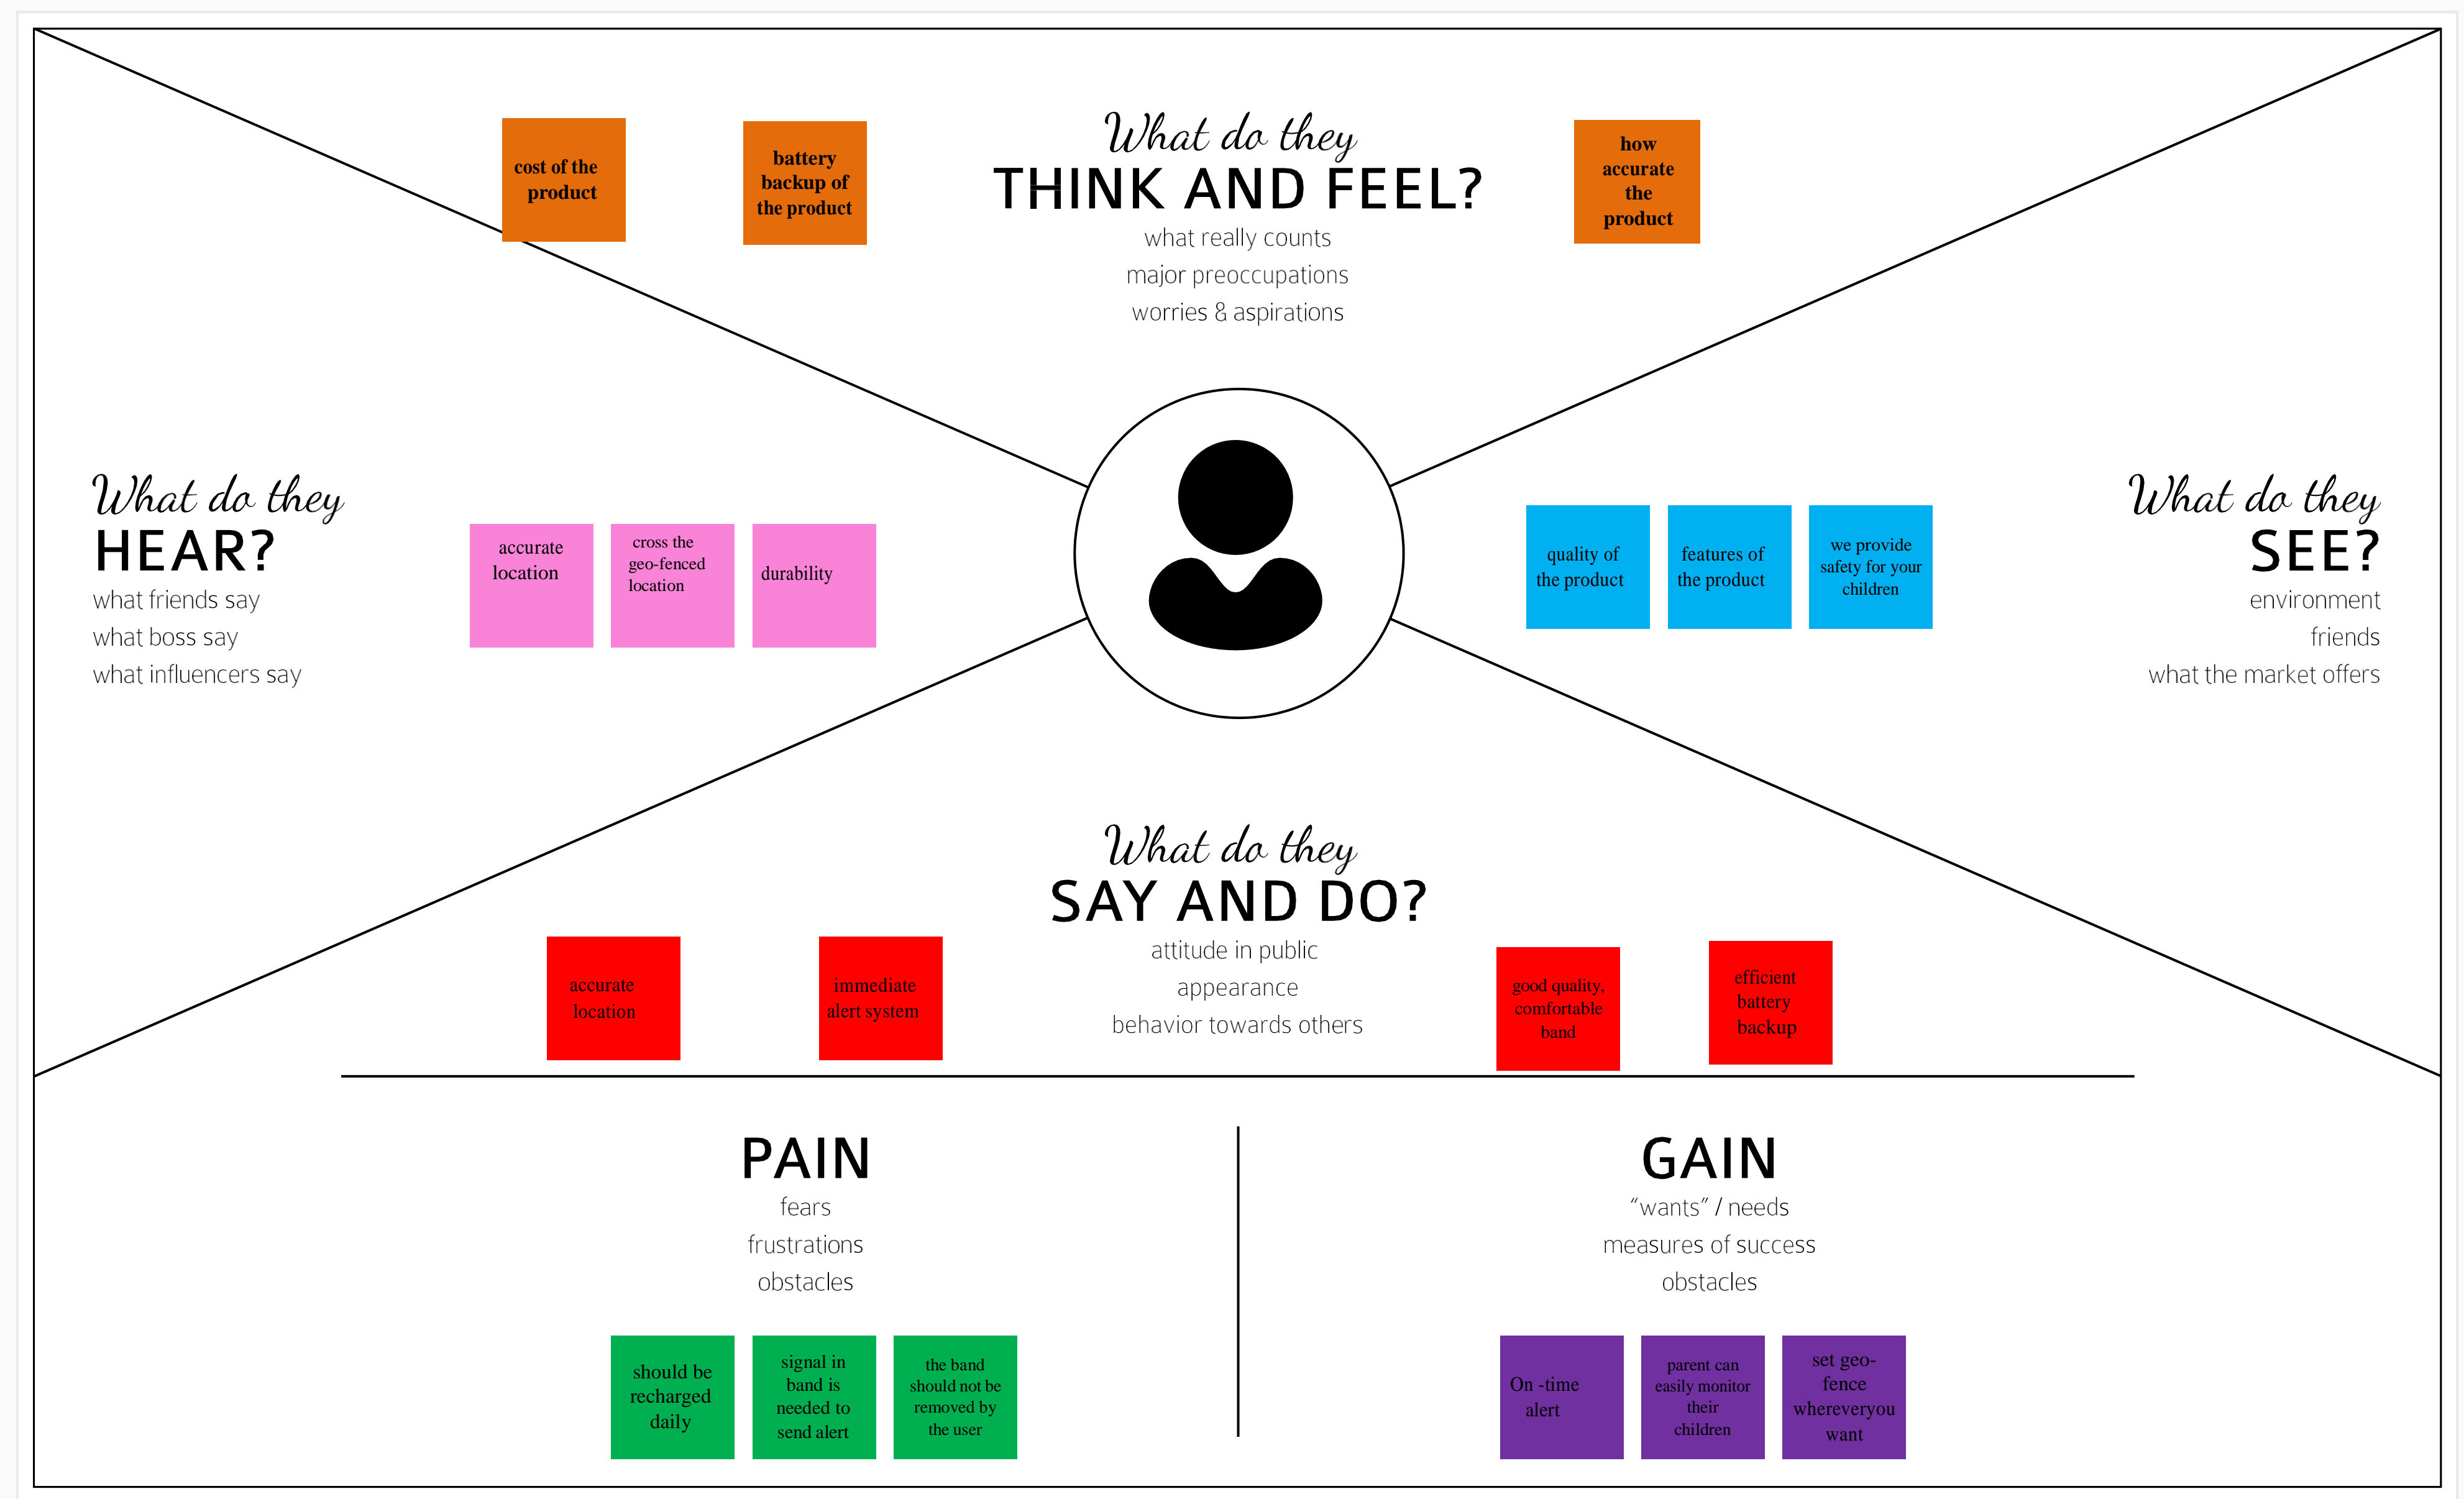 What do they
THINK AND FEEL?
what really counts
major preoccupations
worries & aspirations
cost of the
product
battery
backup of
the product
how
accurate
the
product
What do they
HEAR?
what friends say
what boss say
what influencers say
accurate
location
cross the
geo-fenced
location
durability
quality of
the product
features of
the product
we provide
safety for your
children
What do they
SEE?
environment
friends
what the market offers
What do they
SAY AND DO?
attitude in public
appearance
behavior towards others
accurate
location
immediate
alert system
good quality,
comfortable
band
efficient
battery
backup
PAIN
fears
frustrations
obstacles
should be
recharged
daily
signal in
band is
needed to
send alert
the band
should not be
removed by
the user
GAIN
“wants” / needs
measures of success
obstacles
On -time
alert
parent can
easily monitor
their
children
set geo-
fence
whereveryou
want